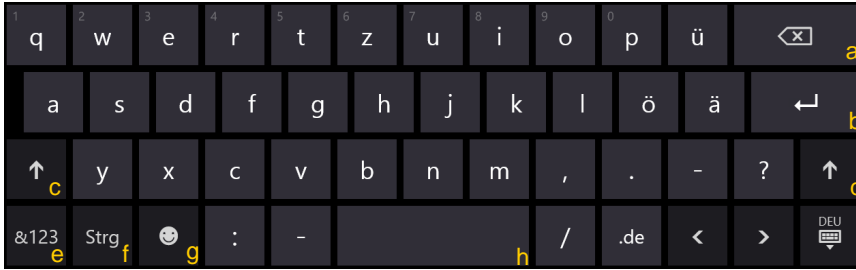 1 2 3 4 5 6 7 8 9 0
q w e r t z u i o p ü a
a s d f g h j k l ö ä b
c y x c v b n m , . - ? d
&123 e Strg f g : - h / .de < > DEU